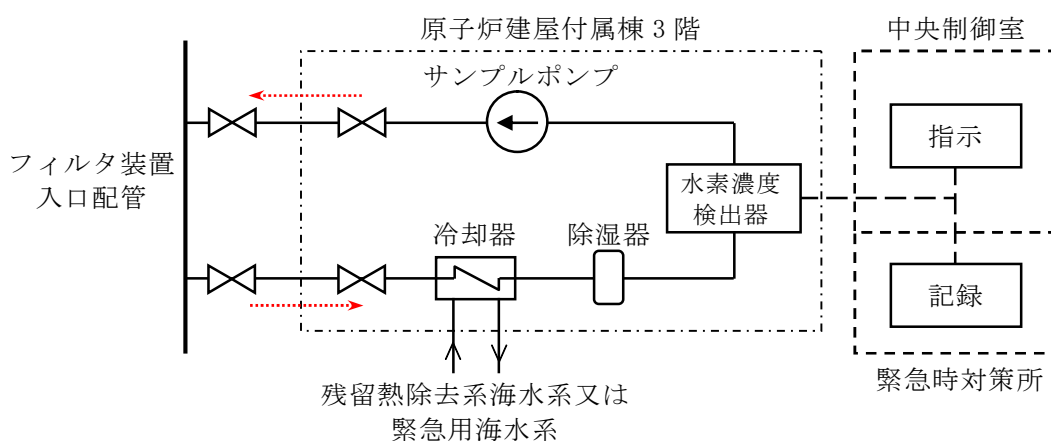 原子炉建屋付属棟3階
中央制御室
サンプルポンプ
指示
フィルタ装置
入口配管
水素濃度
検出器
冷却器
除湿器
記録
緊急時対策所
残留熱除去系海水系又は
緊急用海水系